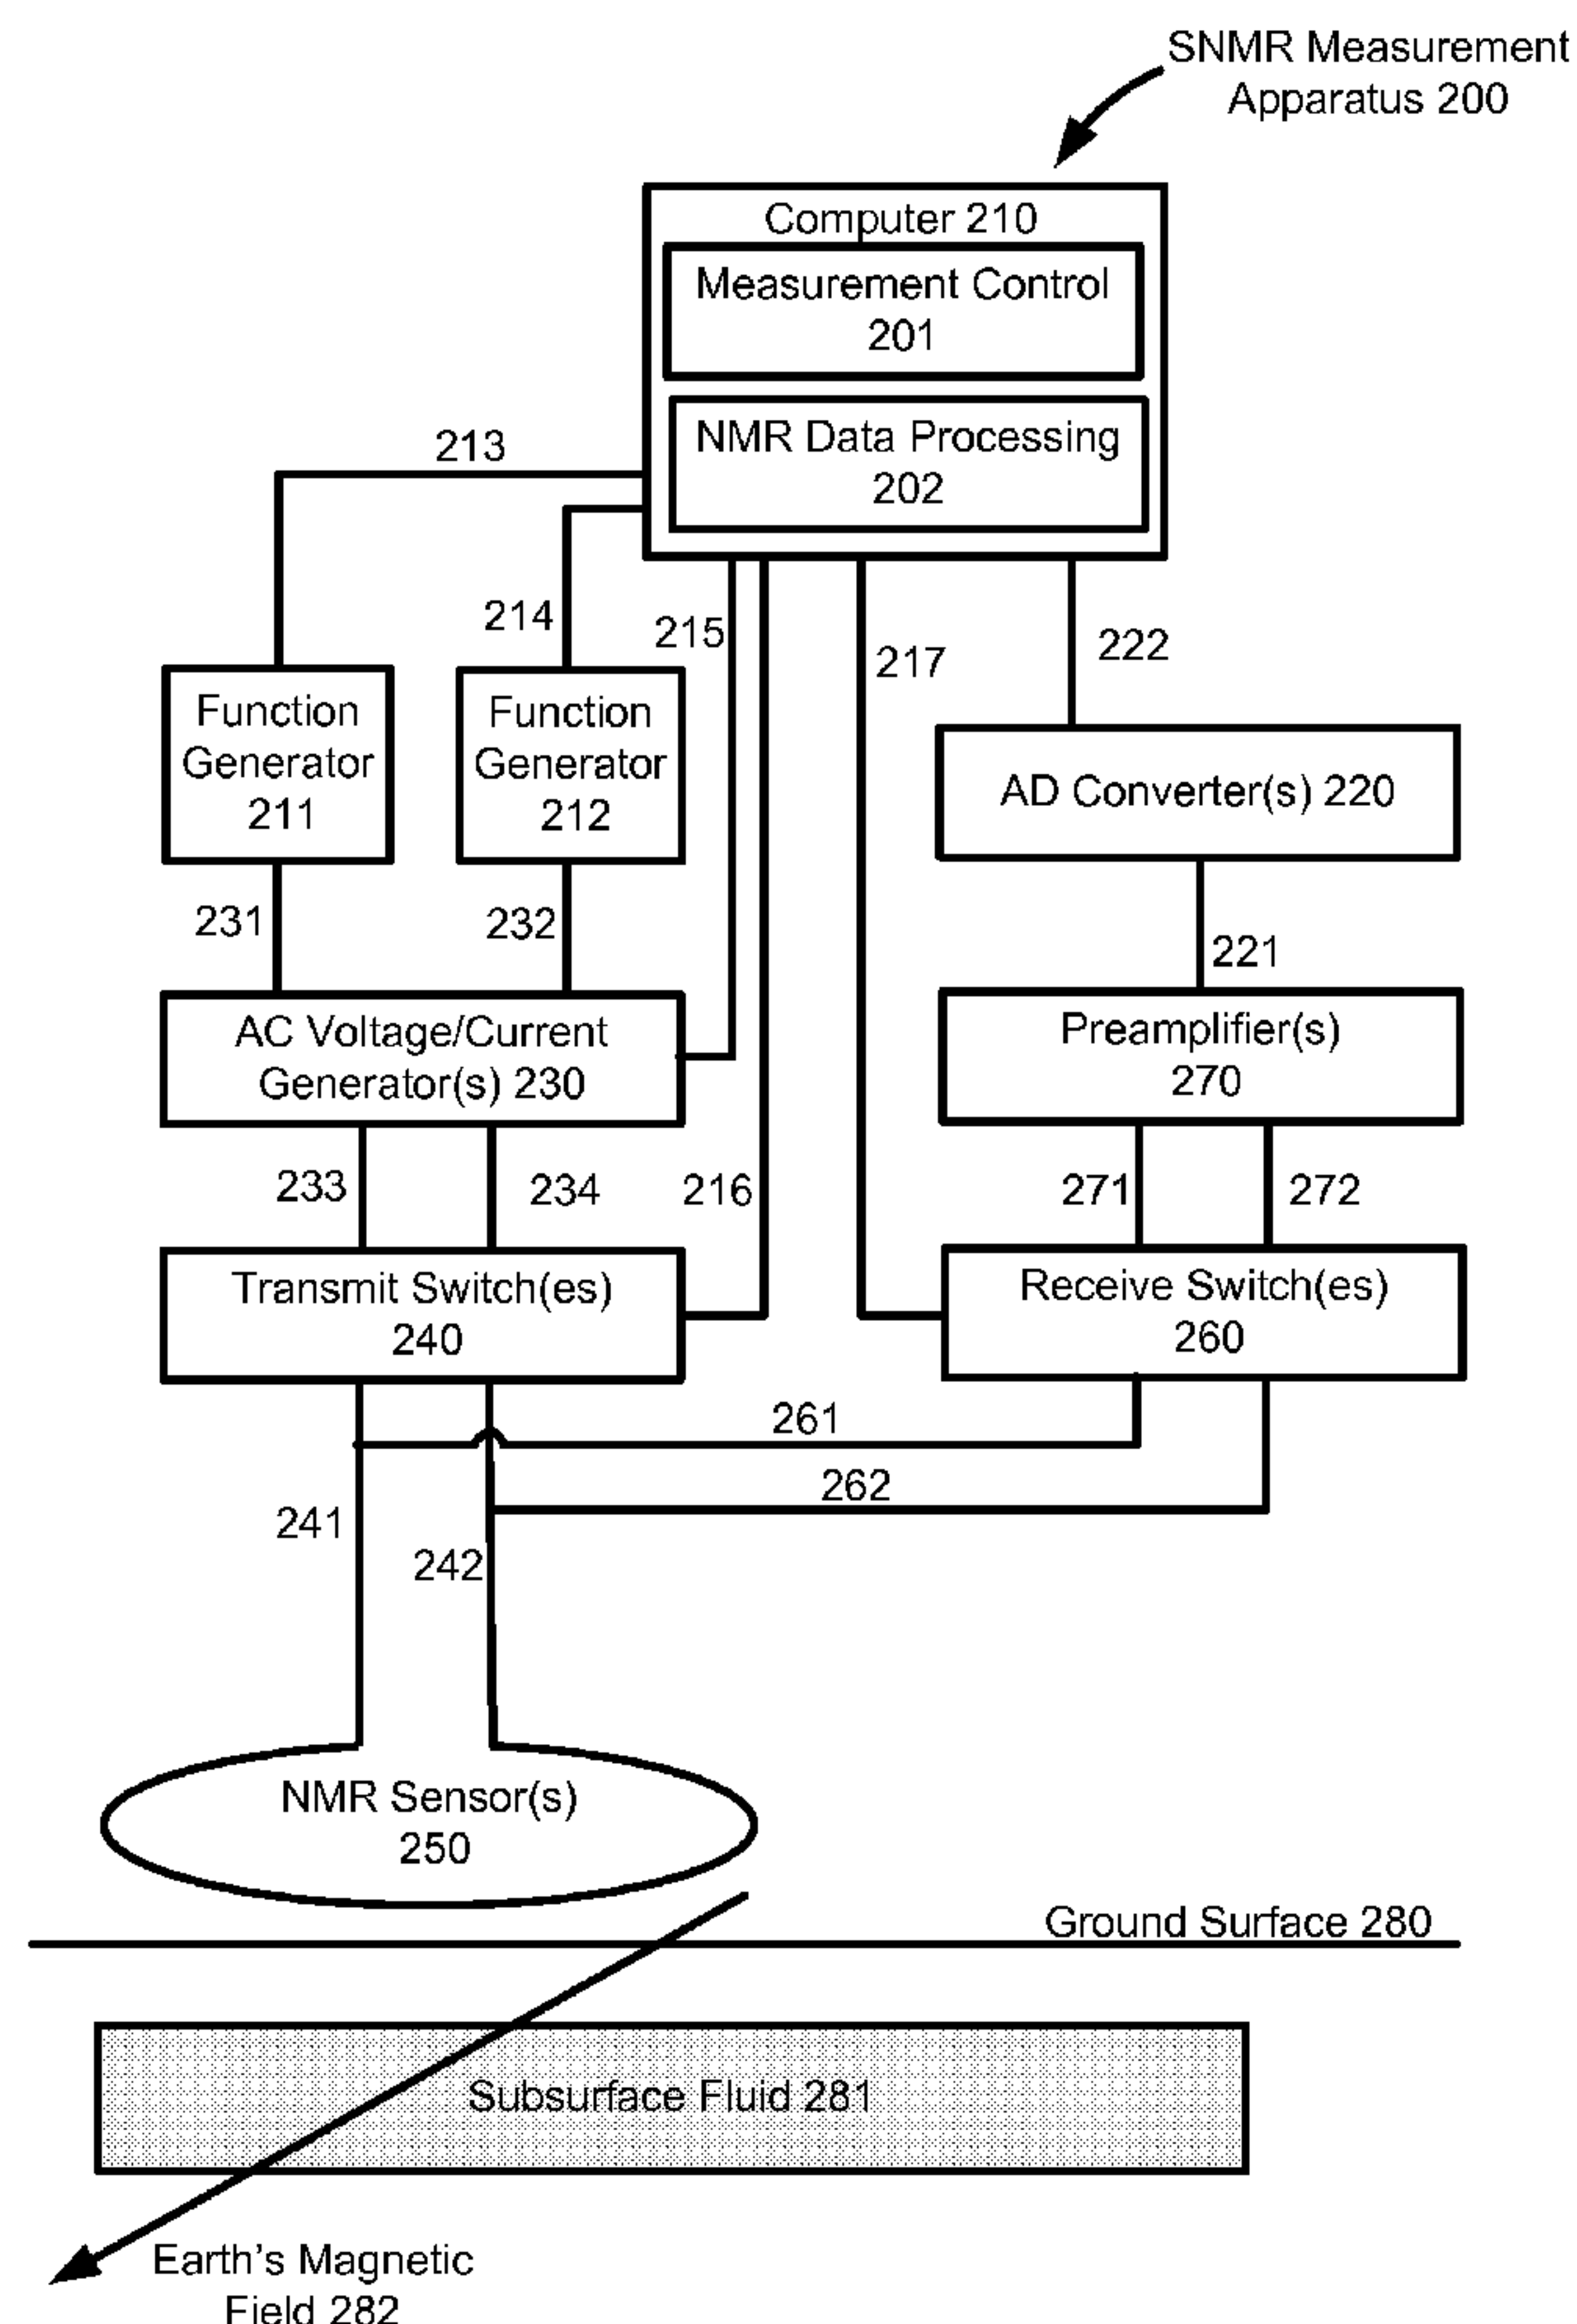 SNMR Measurement
Apparatus 200
Computer 210
Measurement Control
201
NMR Data Processing
202
213
214
215
217
222
Function
Generator
211
Function
Generator
212
AD Converter(s) 220
231
232
221
AC Voltage/Current
Generator(s) 230
Preamplifier(s)
270
233
234
216
271
272
Transmit Switch(es)
240
Receive Switch(es)
260
261
262
241
242
NMR Sensor(s)
250
Ground Surface 280
Subsurface Fluid 281
Earth's Magnetic
Field 282